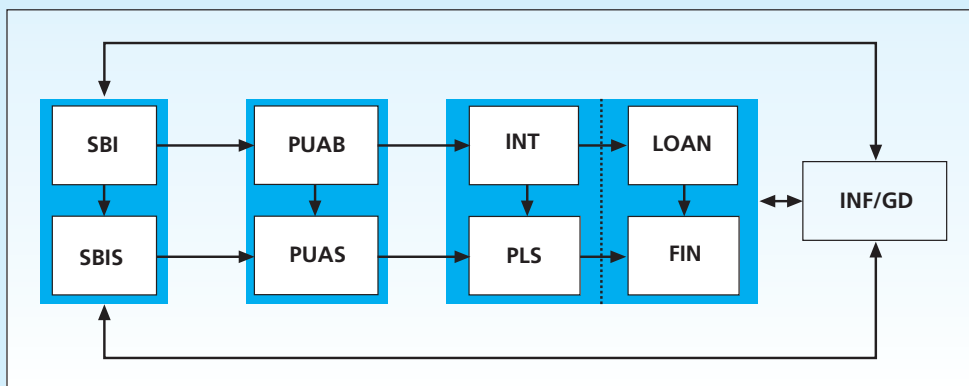 SBI
PUAB
INT
LOAN
INF/GD
SBIS
PUAS
PLS
FIN